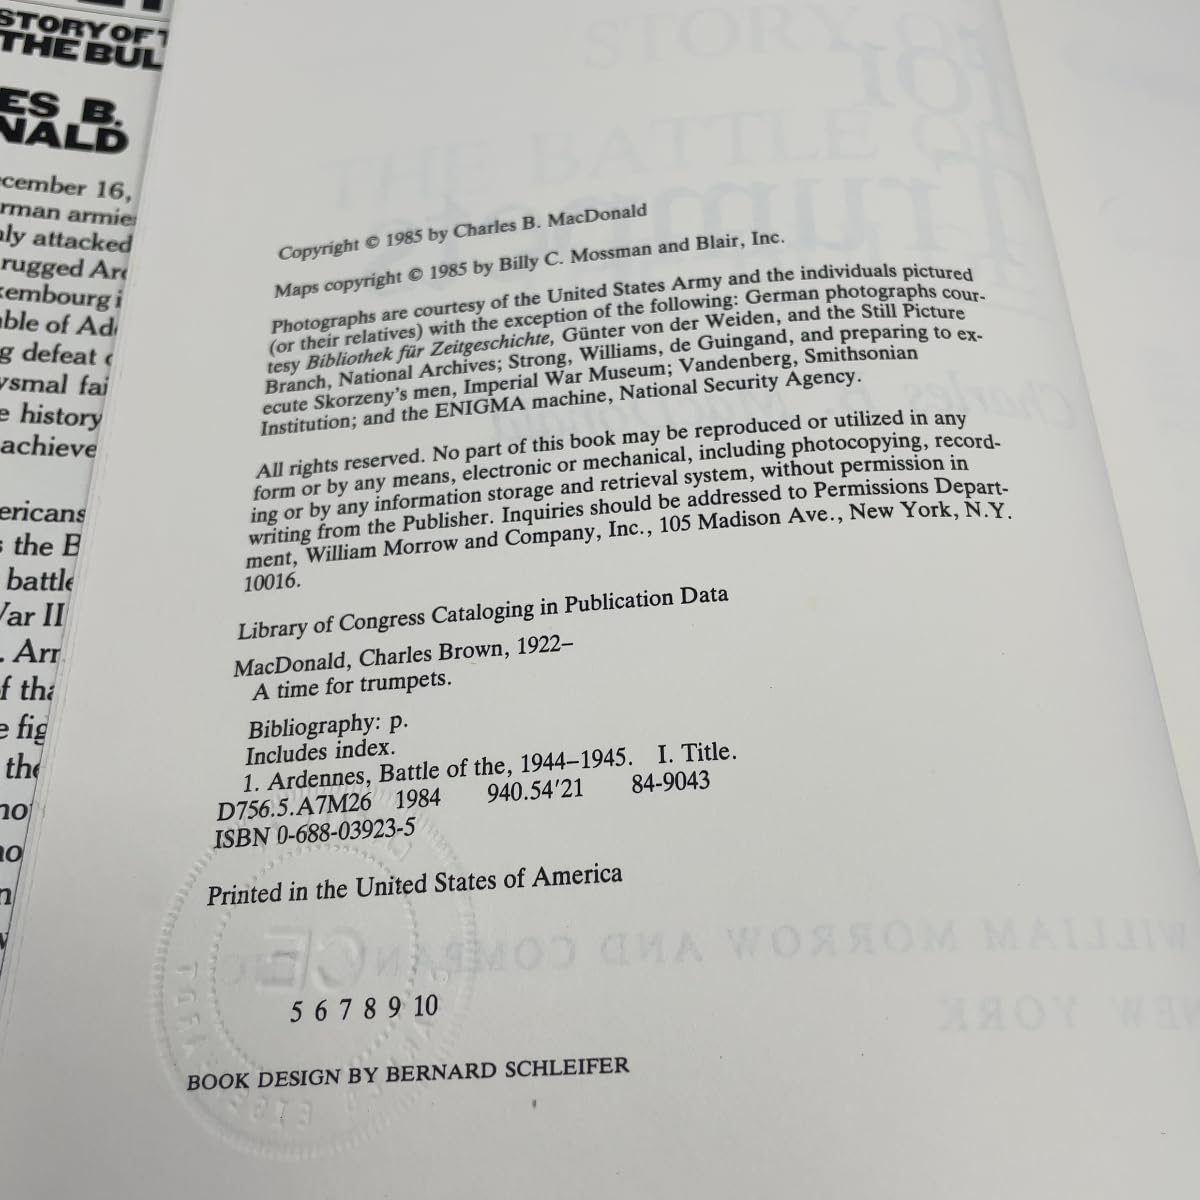 STORY OF
THE BUL
ES B.
NALD
cember 16,
rman armie
ly attacked
rugged Ar
embourg i
ble of Ad
g defeat
ysmal fai
e history
achieve
ericans
s the B
battle
ar II
. Arr
f tha
e fig
the
no
no
n
Copyright © 1985 by Charles B. MacDonald
Maps copyright © 1985 by Billy C. Mossman and Blair, Inc.
Photographs are courtesy of the United States Army and the individuals pictured
(or their relatives) with the exception of the following: German photographs cour-
tesy Bibliothek für Zeitgeschichte, Günter von der Weiden, and the Still Picture
Branch, National Archives; Strong, Williams, de Guingand, and preparing to ex-
ecute Skorzeny's men, Imperial War Museum; Vandenberg, Smithsonian
Institution; and the ENIGMA machine, National Security Agency.
All rights reserved. No part of this book may be reproduced or utilized in any
form or by any means, electronic or mechanical, including photocopying, record-
ing or by any information storage and retrieval system, without permission in
writing from the Publisher. Inquiries should be addressed to Permissions Depart-
ment, William Morrow and Company, Inc., 105 Madison Ave., New York, N.Y.
10016.
Library of Congress Cataloging in Publication Data
MacDonald, Charles Brown, 1922–
A time for trumpets.
Bibliography: p.
Includes index.
1. Ardennes, Battle of the, 1944–1945. I. Title.
D756.5.A7M26 1984 940.54'21 84-9043
ISBN 0-688-03923-5
Printed in the United States of America
5 6 7 8 9 10
BOOK DESIGN BY BERNARD SCHLEIFER